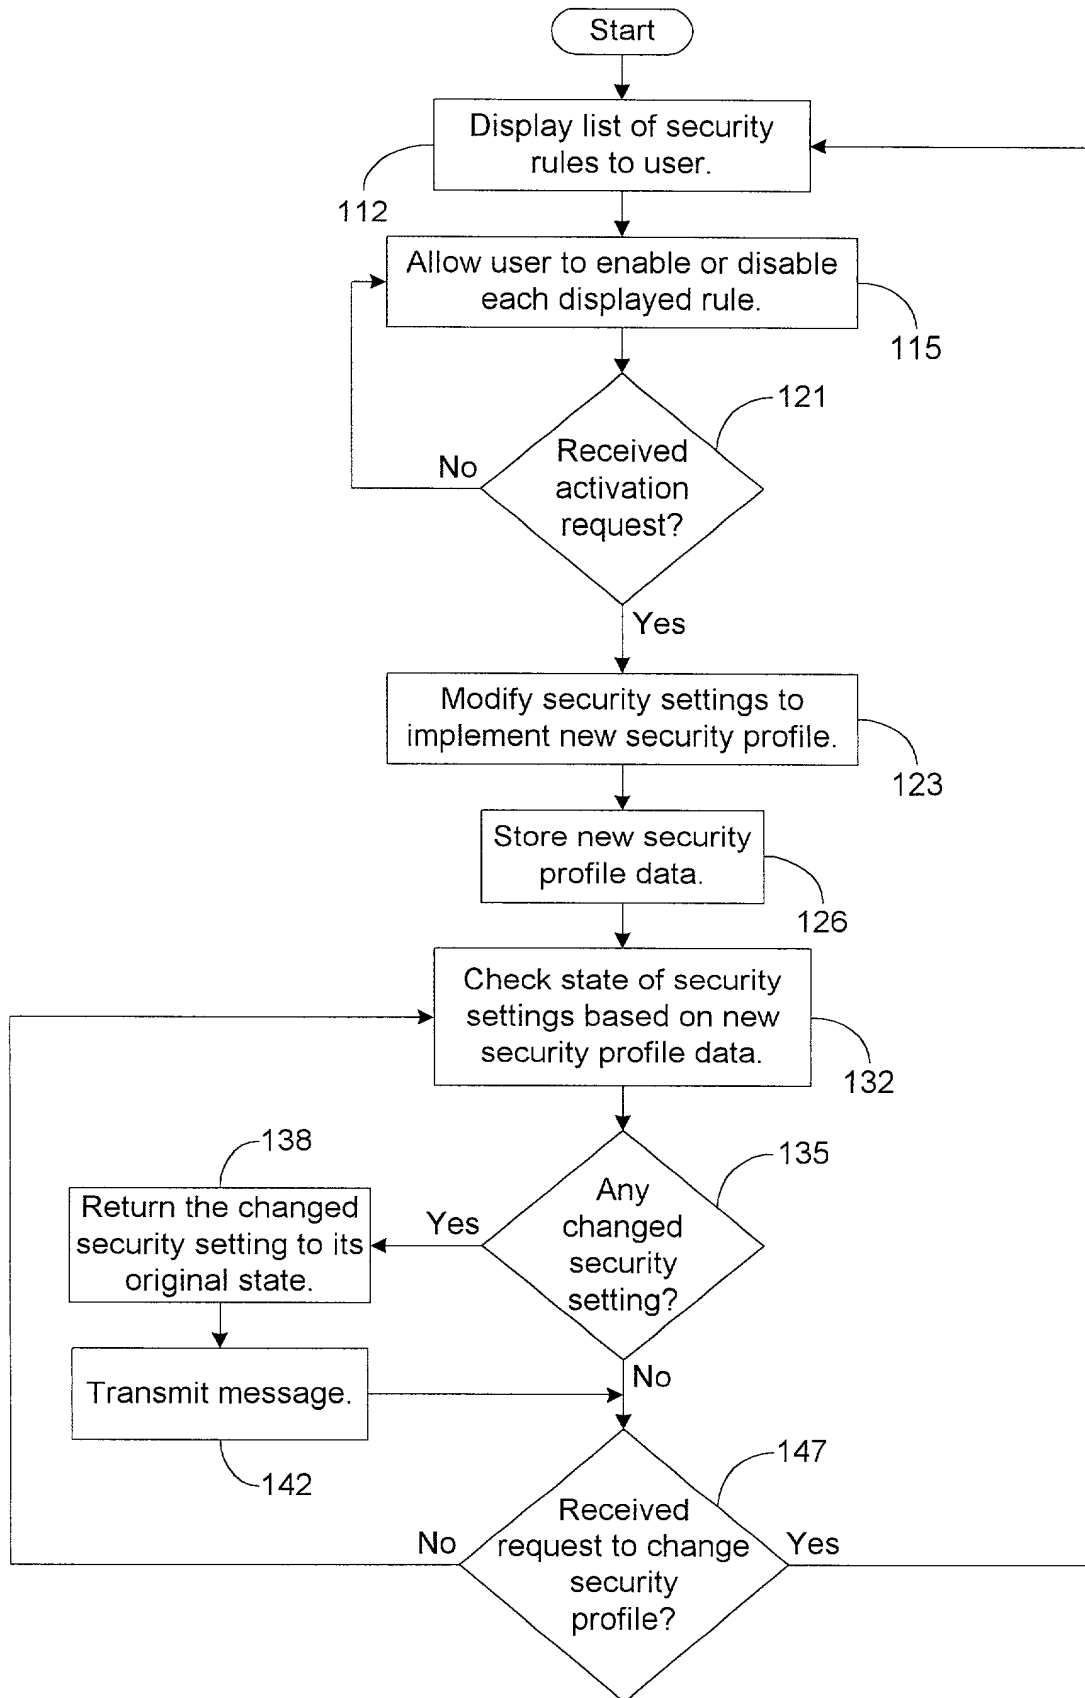 Start
Display list of security
rules to user.
112
Allow user to enable or disable
each displayed rule.
115
121
Received
activation
request?
No
Yes
Modify security settings to
implement new security profile.
123
Store new security
profile data.
126
Check state of security
settings based on new
security profile data.
132
138
135
Return the changed
security setting to its
original state.
Yes
Any
changed
security
setting?
No
Transmit message.
142
147
Received
request to change
security
profile?
No
Yes